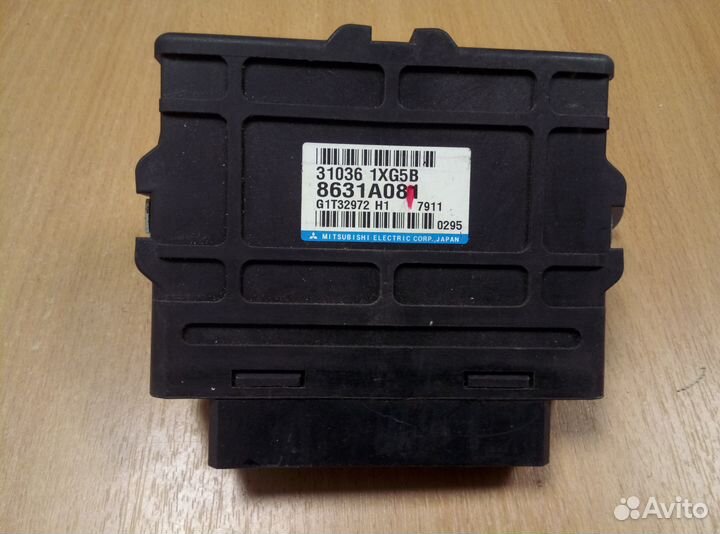 31036 1XG5B
8631A081
G1T32972 H1 7911
0295
MITSUBISHI ELECTRIC CORP., JAPAN
Avito